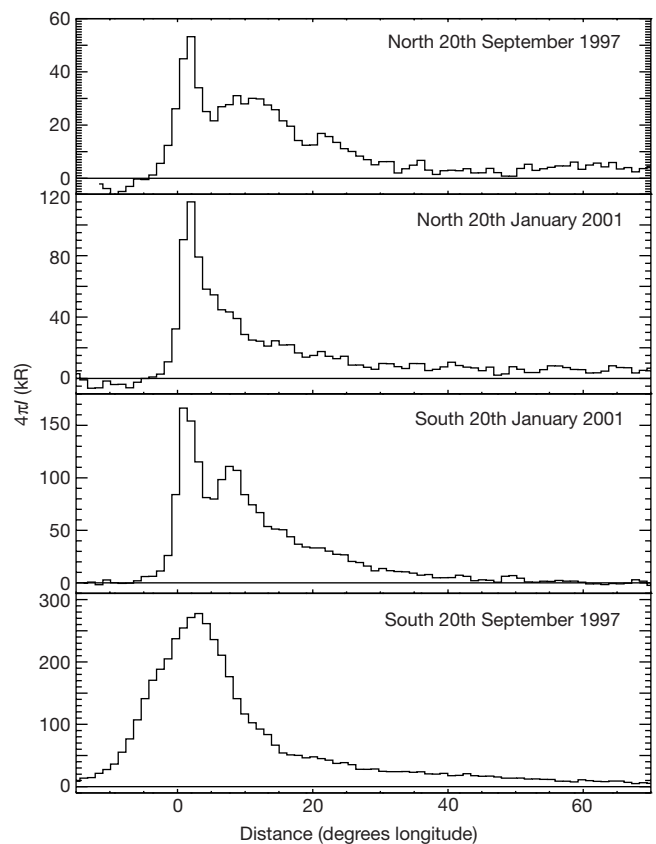 60
North 20th September 1997
40
20
0
120
North 20th January 2001
80
40
0
4πI (kR)
150
South 20th January 2001
100
50
0
300
South 20th September 1997
200
100
0
0 20 40 60
Distance (degrees longitude)